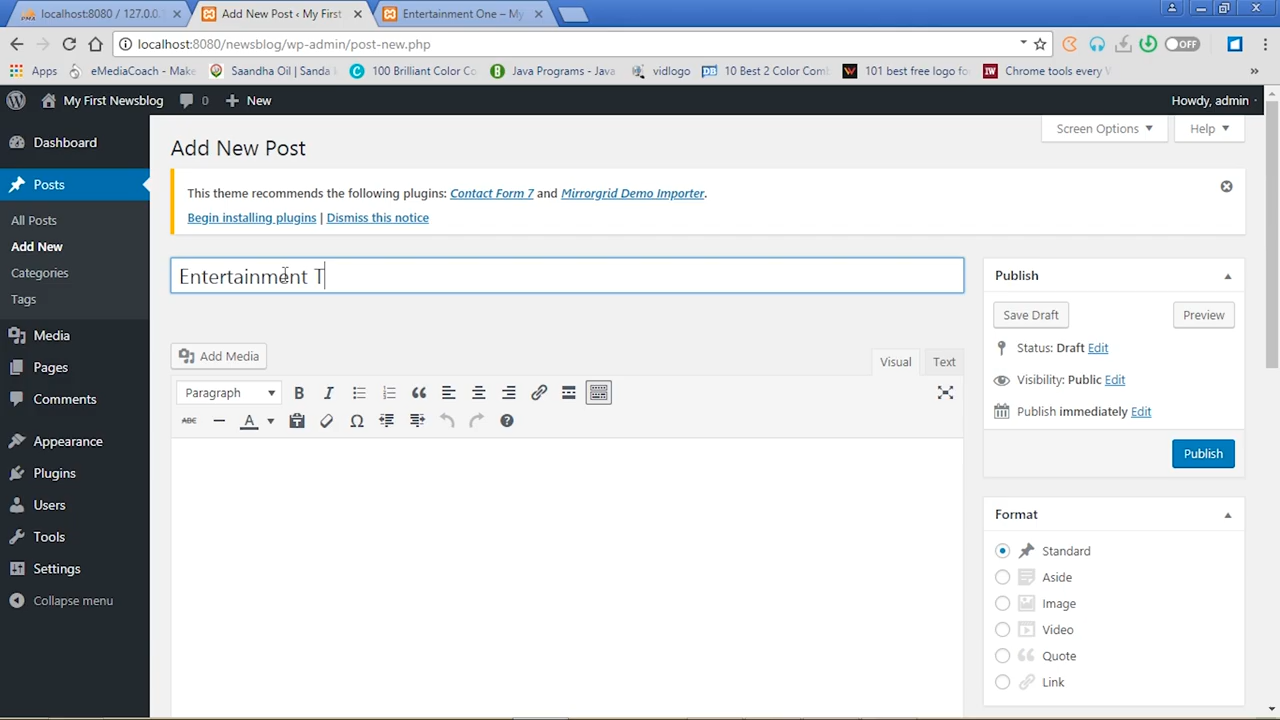 localhost:8080 / 127.0.0.
Add New Post ‹ My First
Entertainment One – My
localhost:8080/newsblog/wp-admin/post-new.php
OFF
Apps
eMediaCoach - Make
Saandha Oil | Sanda
100 Brilliant Color Co
Java Programs - Java
vidlogo
10 Best 2 Color Comb
101 best free logo fo
Chrome tools every
»
My First Newsblog
0
New
Howdy, admin
Screen Options
Help
Dashboard
Posts
All Posts
Add New
Categories
Tags
Media
Pages
Comments
Appearance
Plugins
Users
Tools
Settings
Collapse menu
Add New Post
This theme recommends the following plugins: Contact Form 7 and Mirrorgrid Demo Importer.
Begin installing plugins | Dismiss this notice
Entertainment T
Add Media
Visual
Text
Paragraph
B
I
ABC
A
Ω
Publish
Save Draft
Preview
Status: Draft Edit
Visibility: Public Edit
Publish immediately Edit
Publish
Format
Standard
Aside
Image
Video
Quote
Link